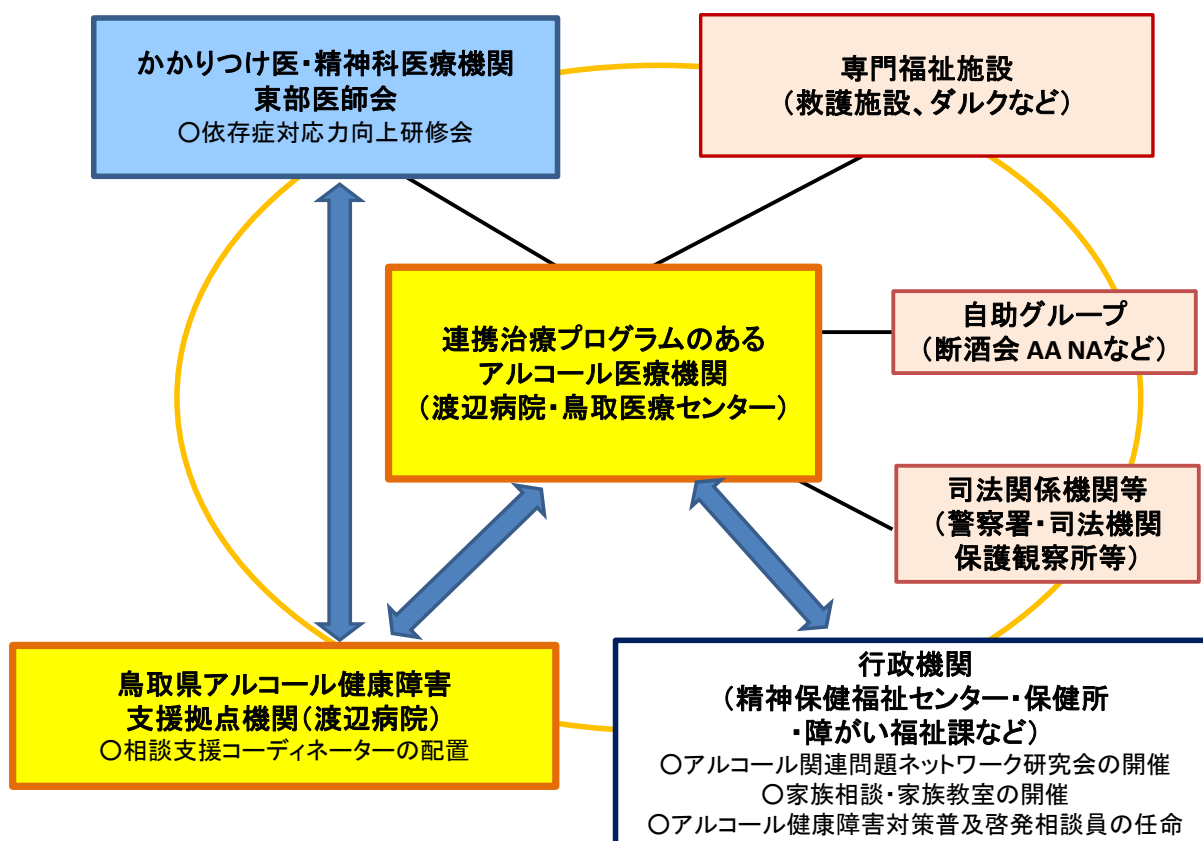 かかりつけ医・精神科医療機関
東部医師会
〇依存症対応力向上研修会
専門福祉施設
（救護施設、ダルクなど）
連携治療プログラムのある
アルコール医療機関
（渡辺病院・鳥取医療センター）
自助グループ
（断酒会 AA NAなど）
司法関係機関等
（警察署・司法機関
保護観察所等）
鳥取県アルコール健康障害
支援拠点機関（渡辺病院）
〇相談支援コーディネーターの配置
行政機関
（精神保健福祉センター・保健所
・障がい福祉課など）
〇アルコール関連問題ネットワーク研究会の開催
〇家族相談・家族教室の開催
〇アルコール健康障害対策普及啓発相談員の任命